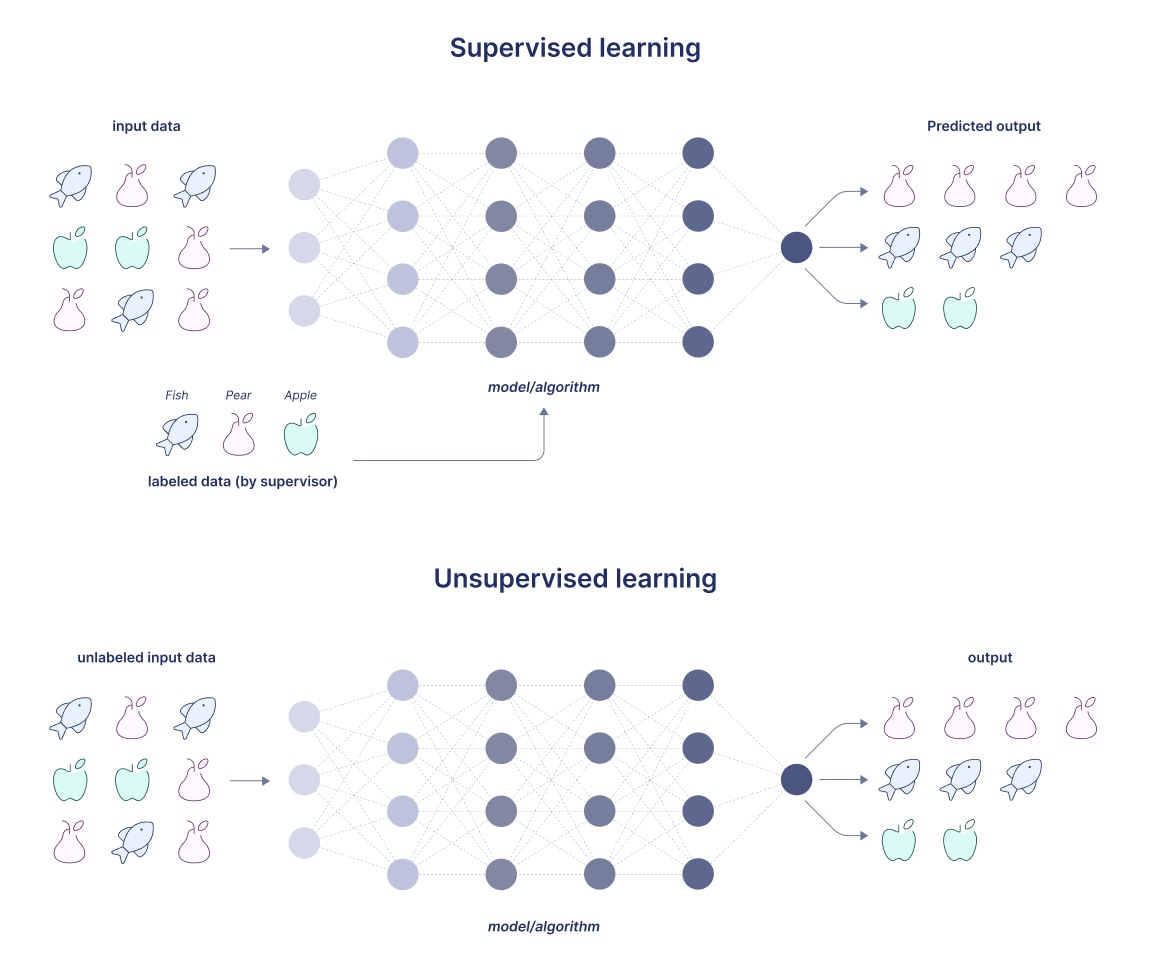 Supervised learning
input data
Predicted output
model/algorithm
Fish Pear Apple
labeled data (by supervisor)
Unsupervised learning
unlabeled input data
output
model/algorithm